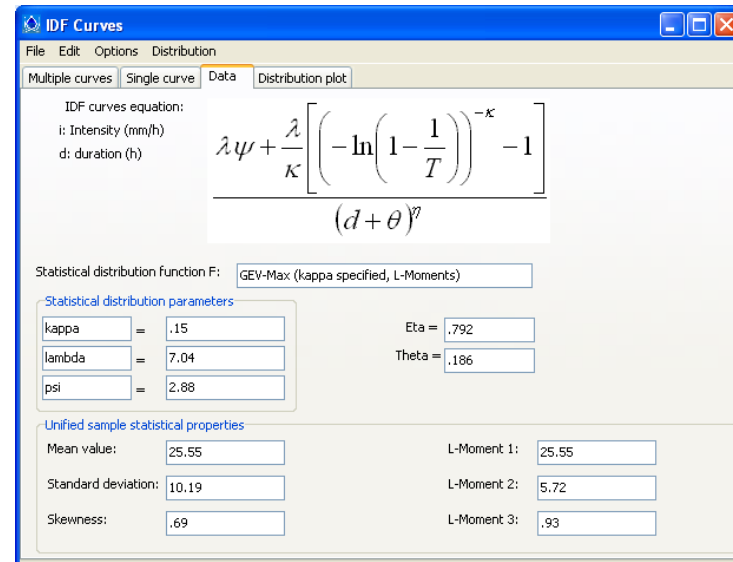 IDF Curves
File Edit Options Distribution
Multiple curves Single curve Data Distribution plot
IDF curves equation:
i: Intensity (mm/h)
d: duration (h)
λψ + λ/κ [ ( −ln( 1 − 1/T ) )^−κ − 1 ]
(d + θ)^η
Statistical distribution function F: GEV-Max (kappa specified, L-Moments)
Statistical distribution parameters
kappa = .15
Eta = .792
lambda = 7.04
Theta = .186
psi = 2.88
Unified sample statistical properties
Mean value: 25.55 L-Moment 1: 25.55
Standard deviation: 10.19 L-Moment 2: 5.72
Skewness: .69 L-Moment 3: .93